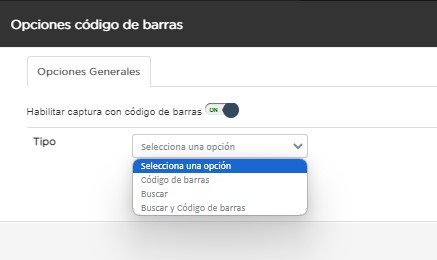 Opciones código de barras
Opciones Generales
Habilitar captura con código de barras ON
Tipo Selecciona una opción
Selecciona una opción
Código de barras
Buscar
Buscar y Código de barras